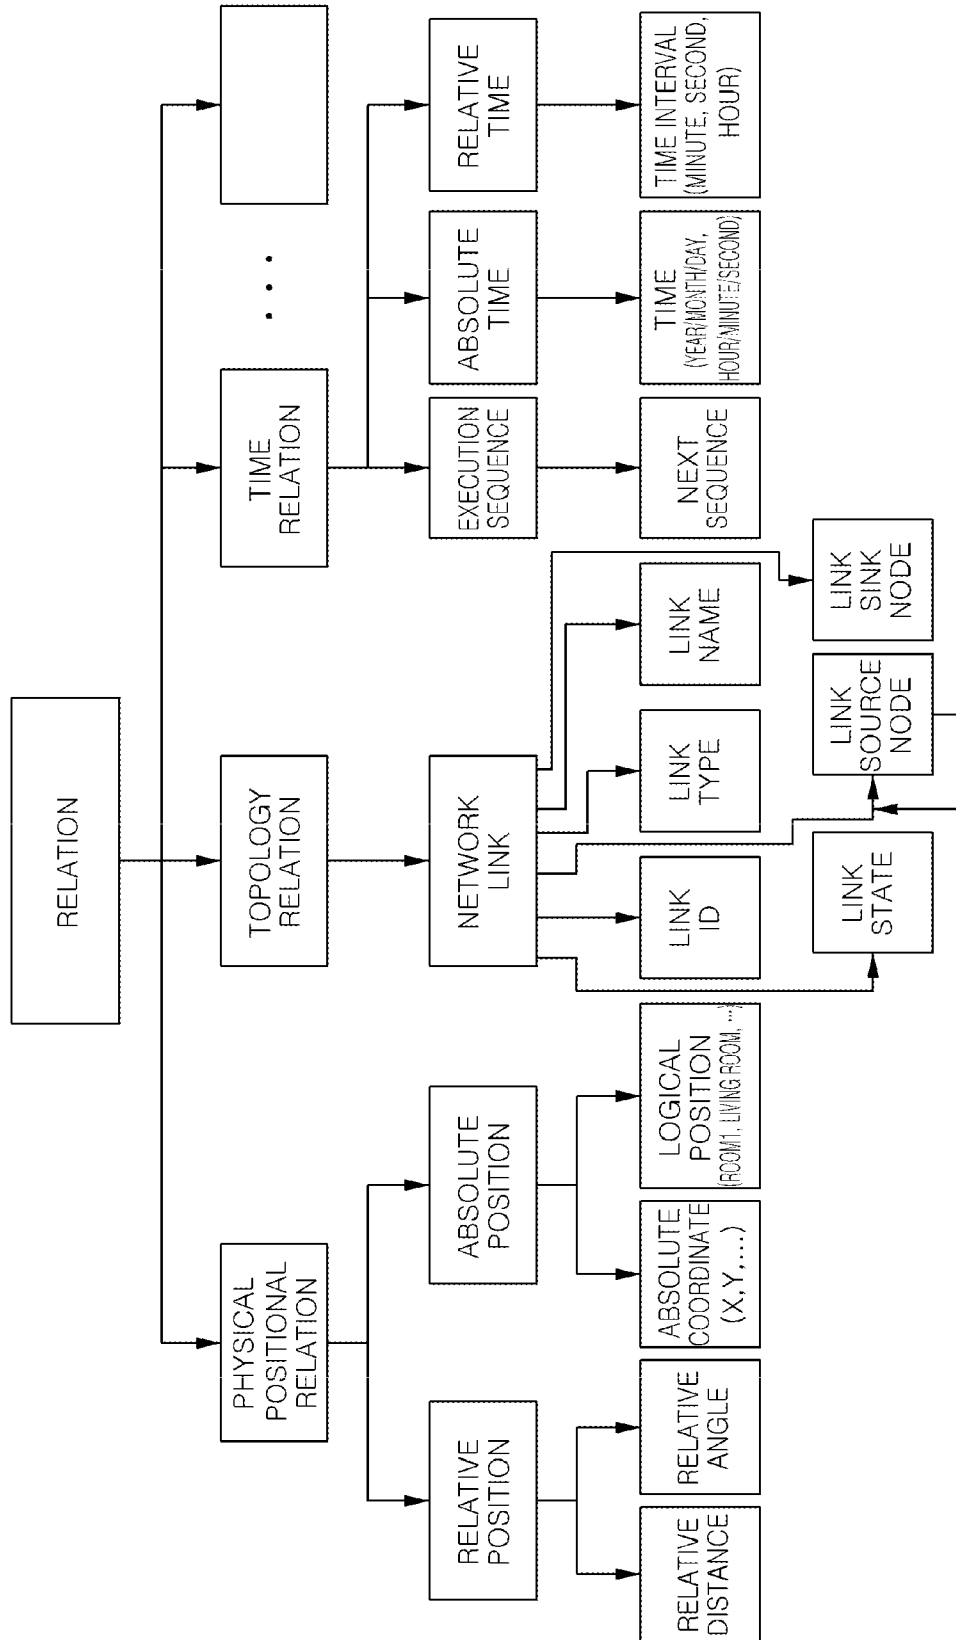 RELATION
PHYSICAL
POSITIONAL
RELATION
TOPOLOGY
RELATION
TIME
RELATION
...
RELATIVE
POSITION
ABSOLUTE
POSITION
NETWORK
LINK
EXECUTION
SEQUENCE
ABSOLUTE
TIME
RELATIVE
TIME
RELATIVE
DISTANCE
RELATIVE
ANGLE
ABSOLUTE
COORDINATE
(X,Y,...)
LOGICAL
POSITION
(ROOM1, LIVING ROOM, ...)
LINK
ID
LINK
TYPE
LINK
NAME
NEXT
SEQUENCE
TIME
(YEAR/MONTH/DAY,
HOUR/MINUTE/SECOND)
TIME INTERVAL
(MINUTE, SECOND,
HOUR)
LINK
STATE
LINK
SOURCE
NODE
LINK
SINK
NODE